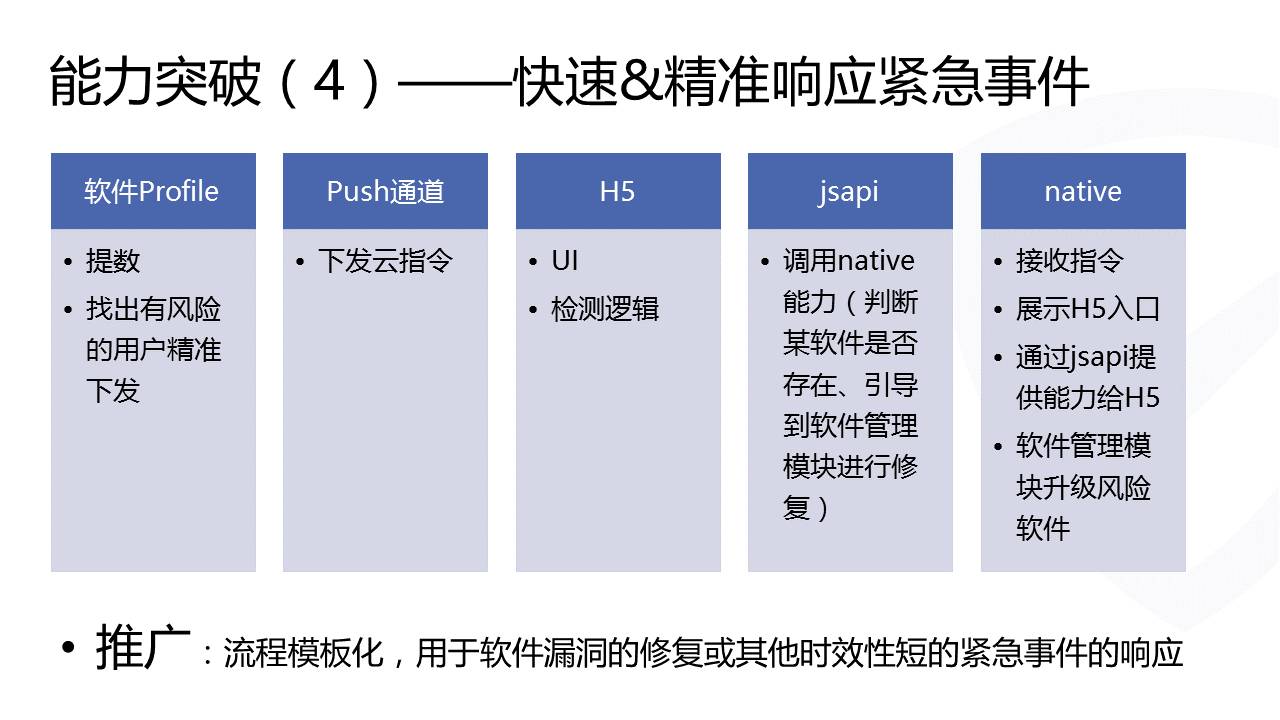 能力突破（4）——快速&精准响应紧急事件
软件Profile
• 提数
• 找出有风险
的用户精准
下发
Push通道
• 下发云指令
H5
• UI
• 检测逻辑
jsapi
• 调用native
能力（判断
某软件是否
存在、引导
到软件管理
模块进行修
复）
native
• 接收指令
• 展示H5入口
• 通过jsapi提
供能力给H5
• 软件管理模
块升级风险
软件
• 推广：流程模板化，用于软件漏洞的修复或其他时效性短的紧急事件的响应